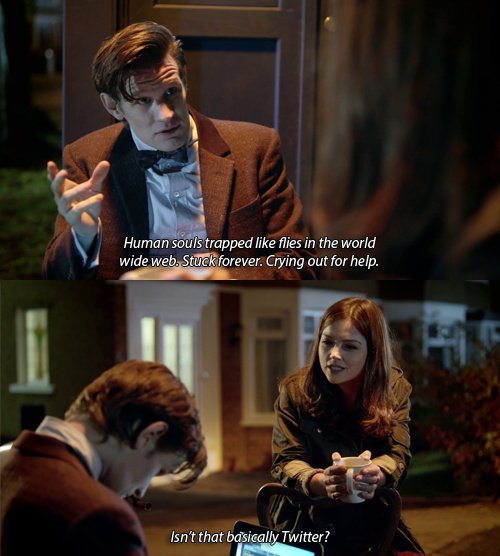 Human souls trapped like flies in the world
wide web. Stuck forever. Crying out for help.
Isn't that basically Twitter?